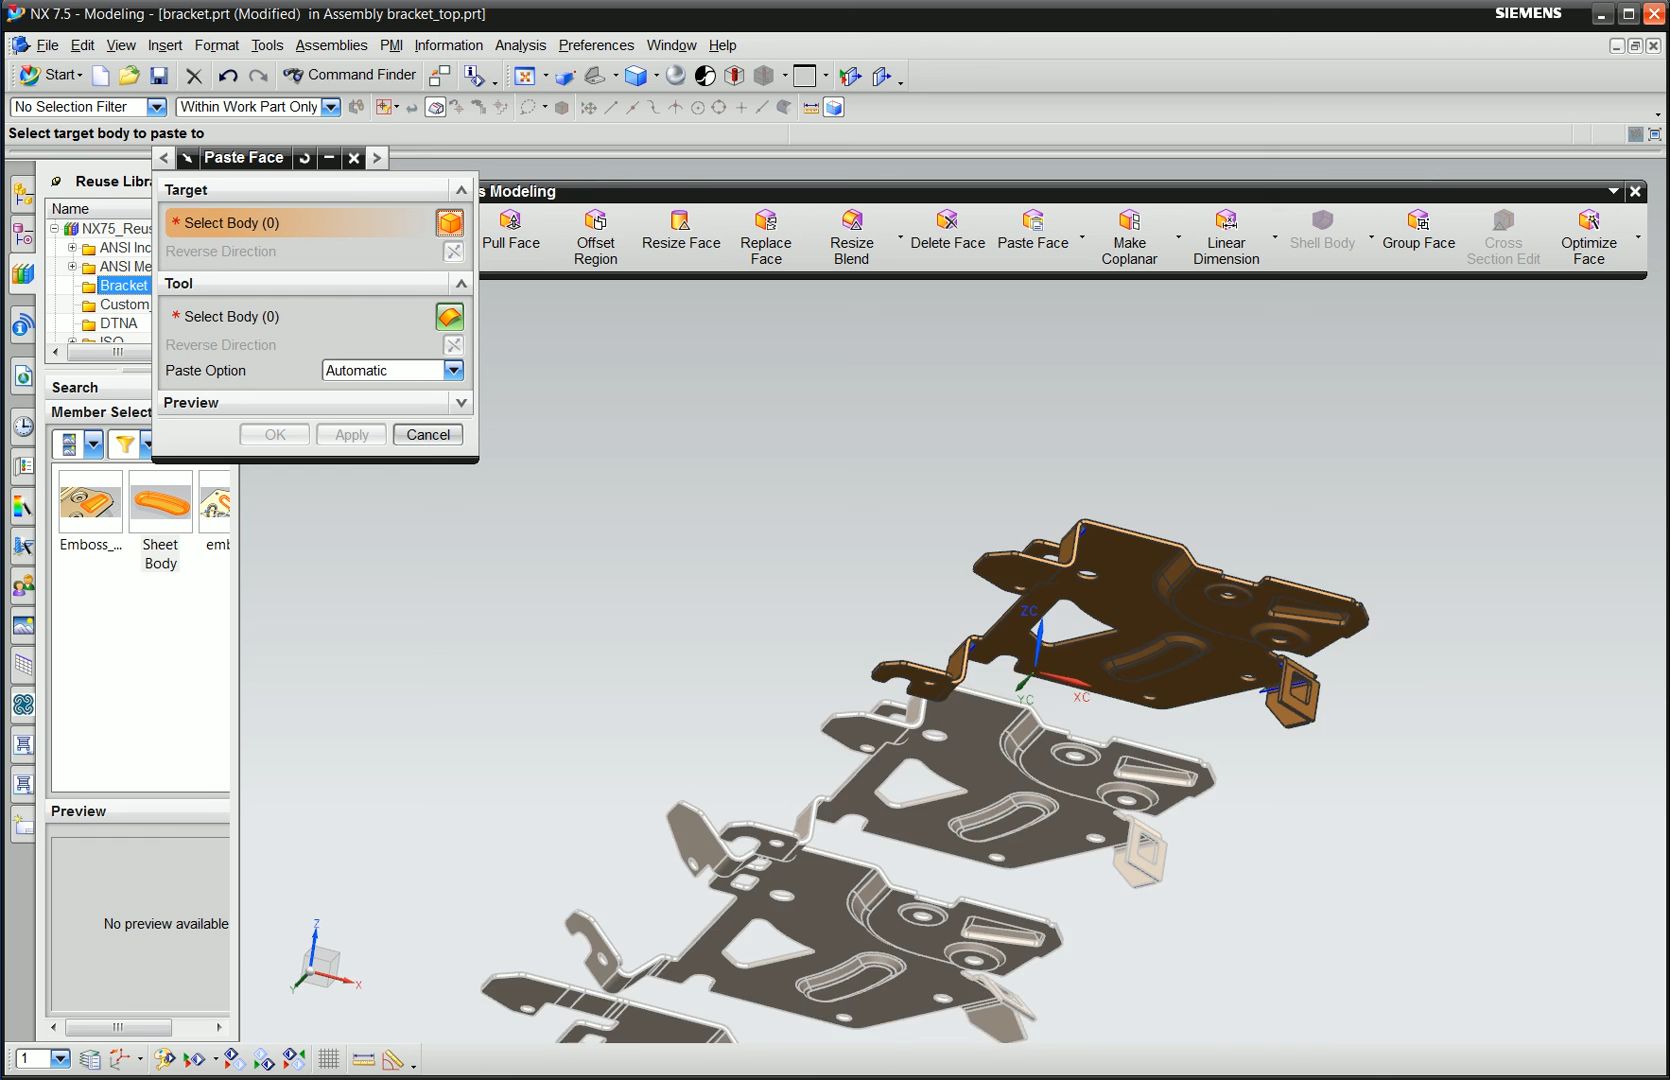 NX 7.5 - Modeling - [bracket.prt (Modified)  in Assembly bracket_top.prt]
SIEMENS
File Edit View Insert Format Tools Assemblies PMI Information Analysis Preferences Window Help
Start
Command Finder
No Selection Filter
Within Work Part Only
Select target body to paste to
Reuse Libra
Name
NX75_Reus
ANSI Inc
ANSI Me
Bracket
Custom_
DTNA
ISO
Search
Member Select
Emboss_...
Sheet
Body
emb
Preview
No preview available
Paste Face
Target
* Select Body (0)
Reverse Direction
Tool
* Select Body (0)
Reverse Direction
Paste Option
Automatic
Preview
OK
Apply
Cancel
s Modeling
Pull Face
Offset
Region
Resize Face
Replace
Face
Resize
Blend
Delete Face
Paste Face
Make
Coplanar
Linear
Dimension
Shell Body
Group Face
Cross
Section Edit
Optimize
Face
ZC
YC
XC
Z
Y
X
1